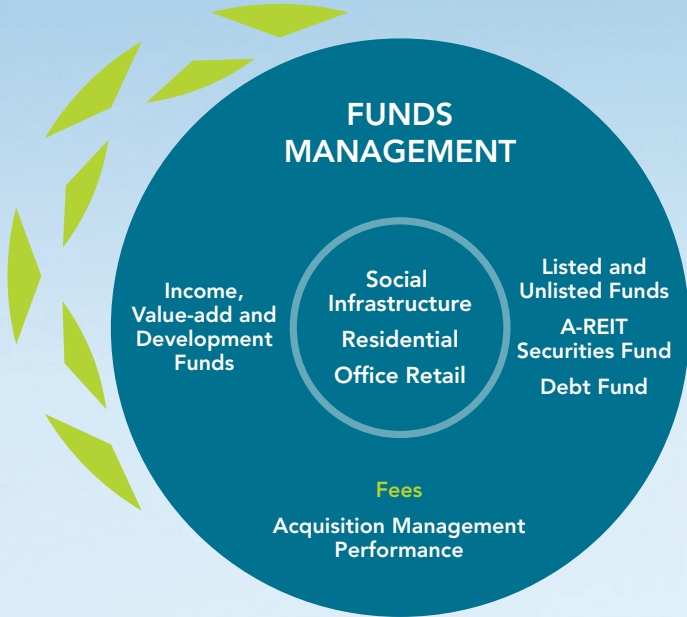 FUNDS
MANAGEMENT
Income,
Value-add and
Development
Funds
Social
Infrastructure
Residential
Office Retail
Listed and
Unlisted Funds
A-REIT
Securities Fund
Debt Fund
Fees
Acquisition Management
Performance